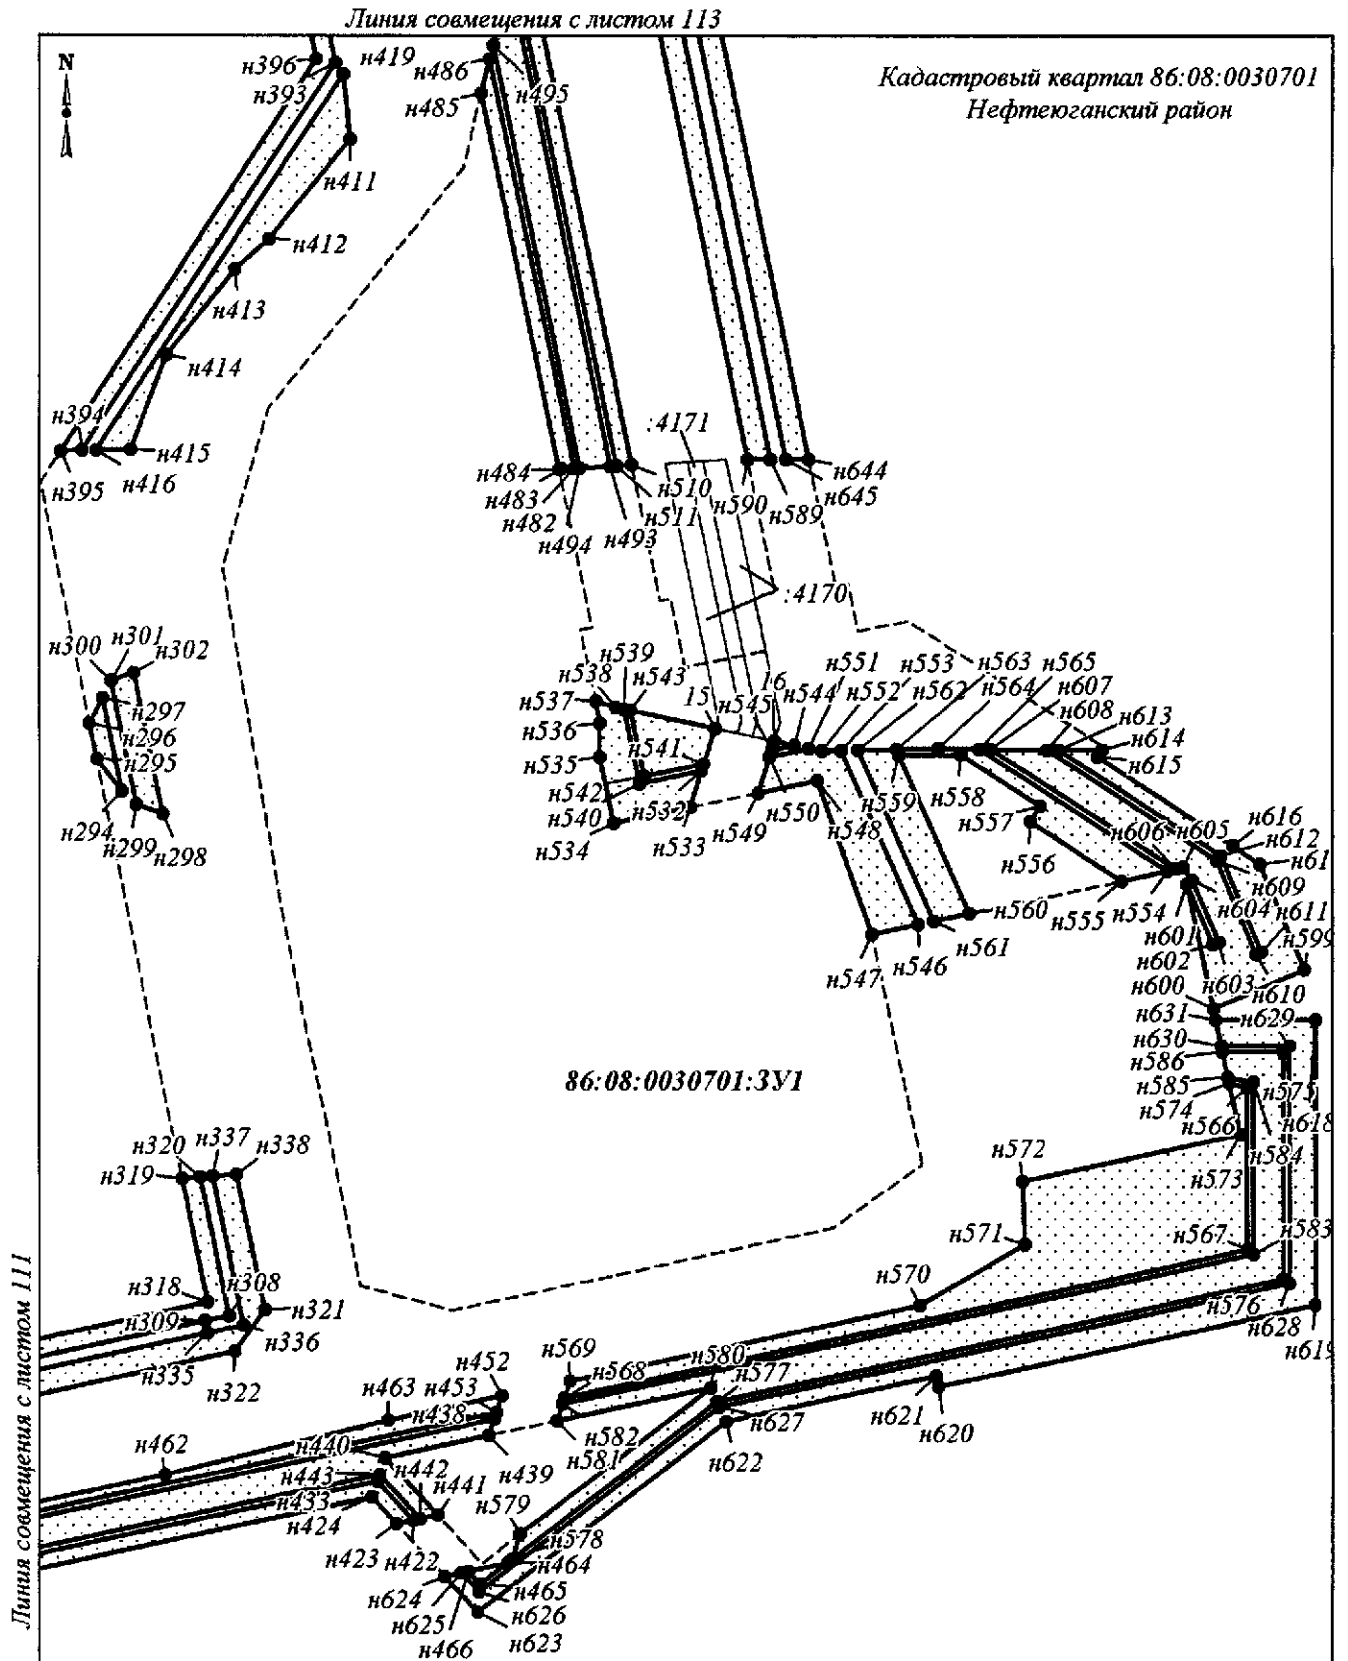 Линия совмещения с листом 113
Кадастровый квартал 86:08:0030701
Нефтеюганский район
N
н396
н419
н393
н486
н485
н495
н411
н412
н413
н414
н394
н395
н415
н416
:4171
н484
н483
н482
н494
н493
н510
н511
н590
н589
н644
н645
:4170
н300
н301
н302
н297
н296
н295
н294
н299
н298
н539
н538
н543
н537
н536
н535
н541
н542
н540
н532
н534
н533
15
16
н545
н544
н551
н552
н553
н562
н563
н564
н565
н607
н608
н613
н614
н615
н550
н549
н548
н559
н558
н557
н556
н606
н605
н616
н612
н61
н609
н560
н561
н555
н554
н604
н611
н599
н547
н546
н601
н602
н600
н603
н610
н631
н629
н630
н586
н585
н574
н575
н566
н618
н584
н573
86:08:0030701:ЗУ1
н572
н571
н567
н583
н570
н576
н628
н619
н320
н337
н338
н319
н318
н308
н309
н321
н336
н335
н322
н452
н453
н463
н438
н569
н568
н580
н577
н627
н621
н620
н622
н582
н581
н462
н440
н442
н443
н441
н439
н433
н424
н579
н578
н423
н422
н464
н465
н624
н625
н626
н466
н623
Линия совмещения с листом 111